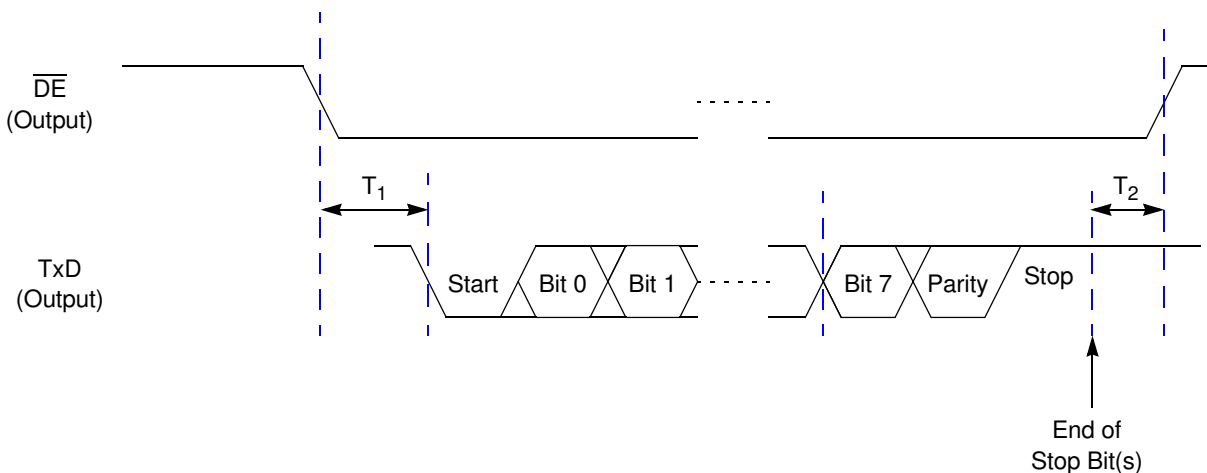 DE
(Output)
T1
T2
TxD
(Output)
Start
Bit 0
Bit 1
Bit 7
Parity
Stop
End of
Stop Bit(s)